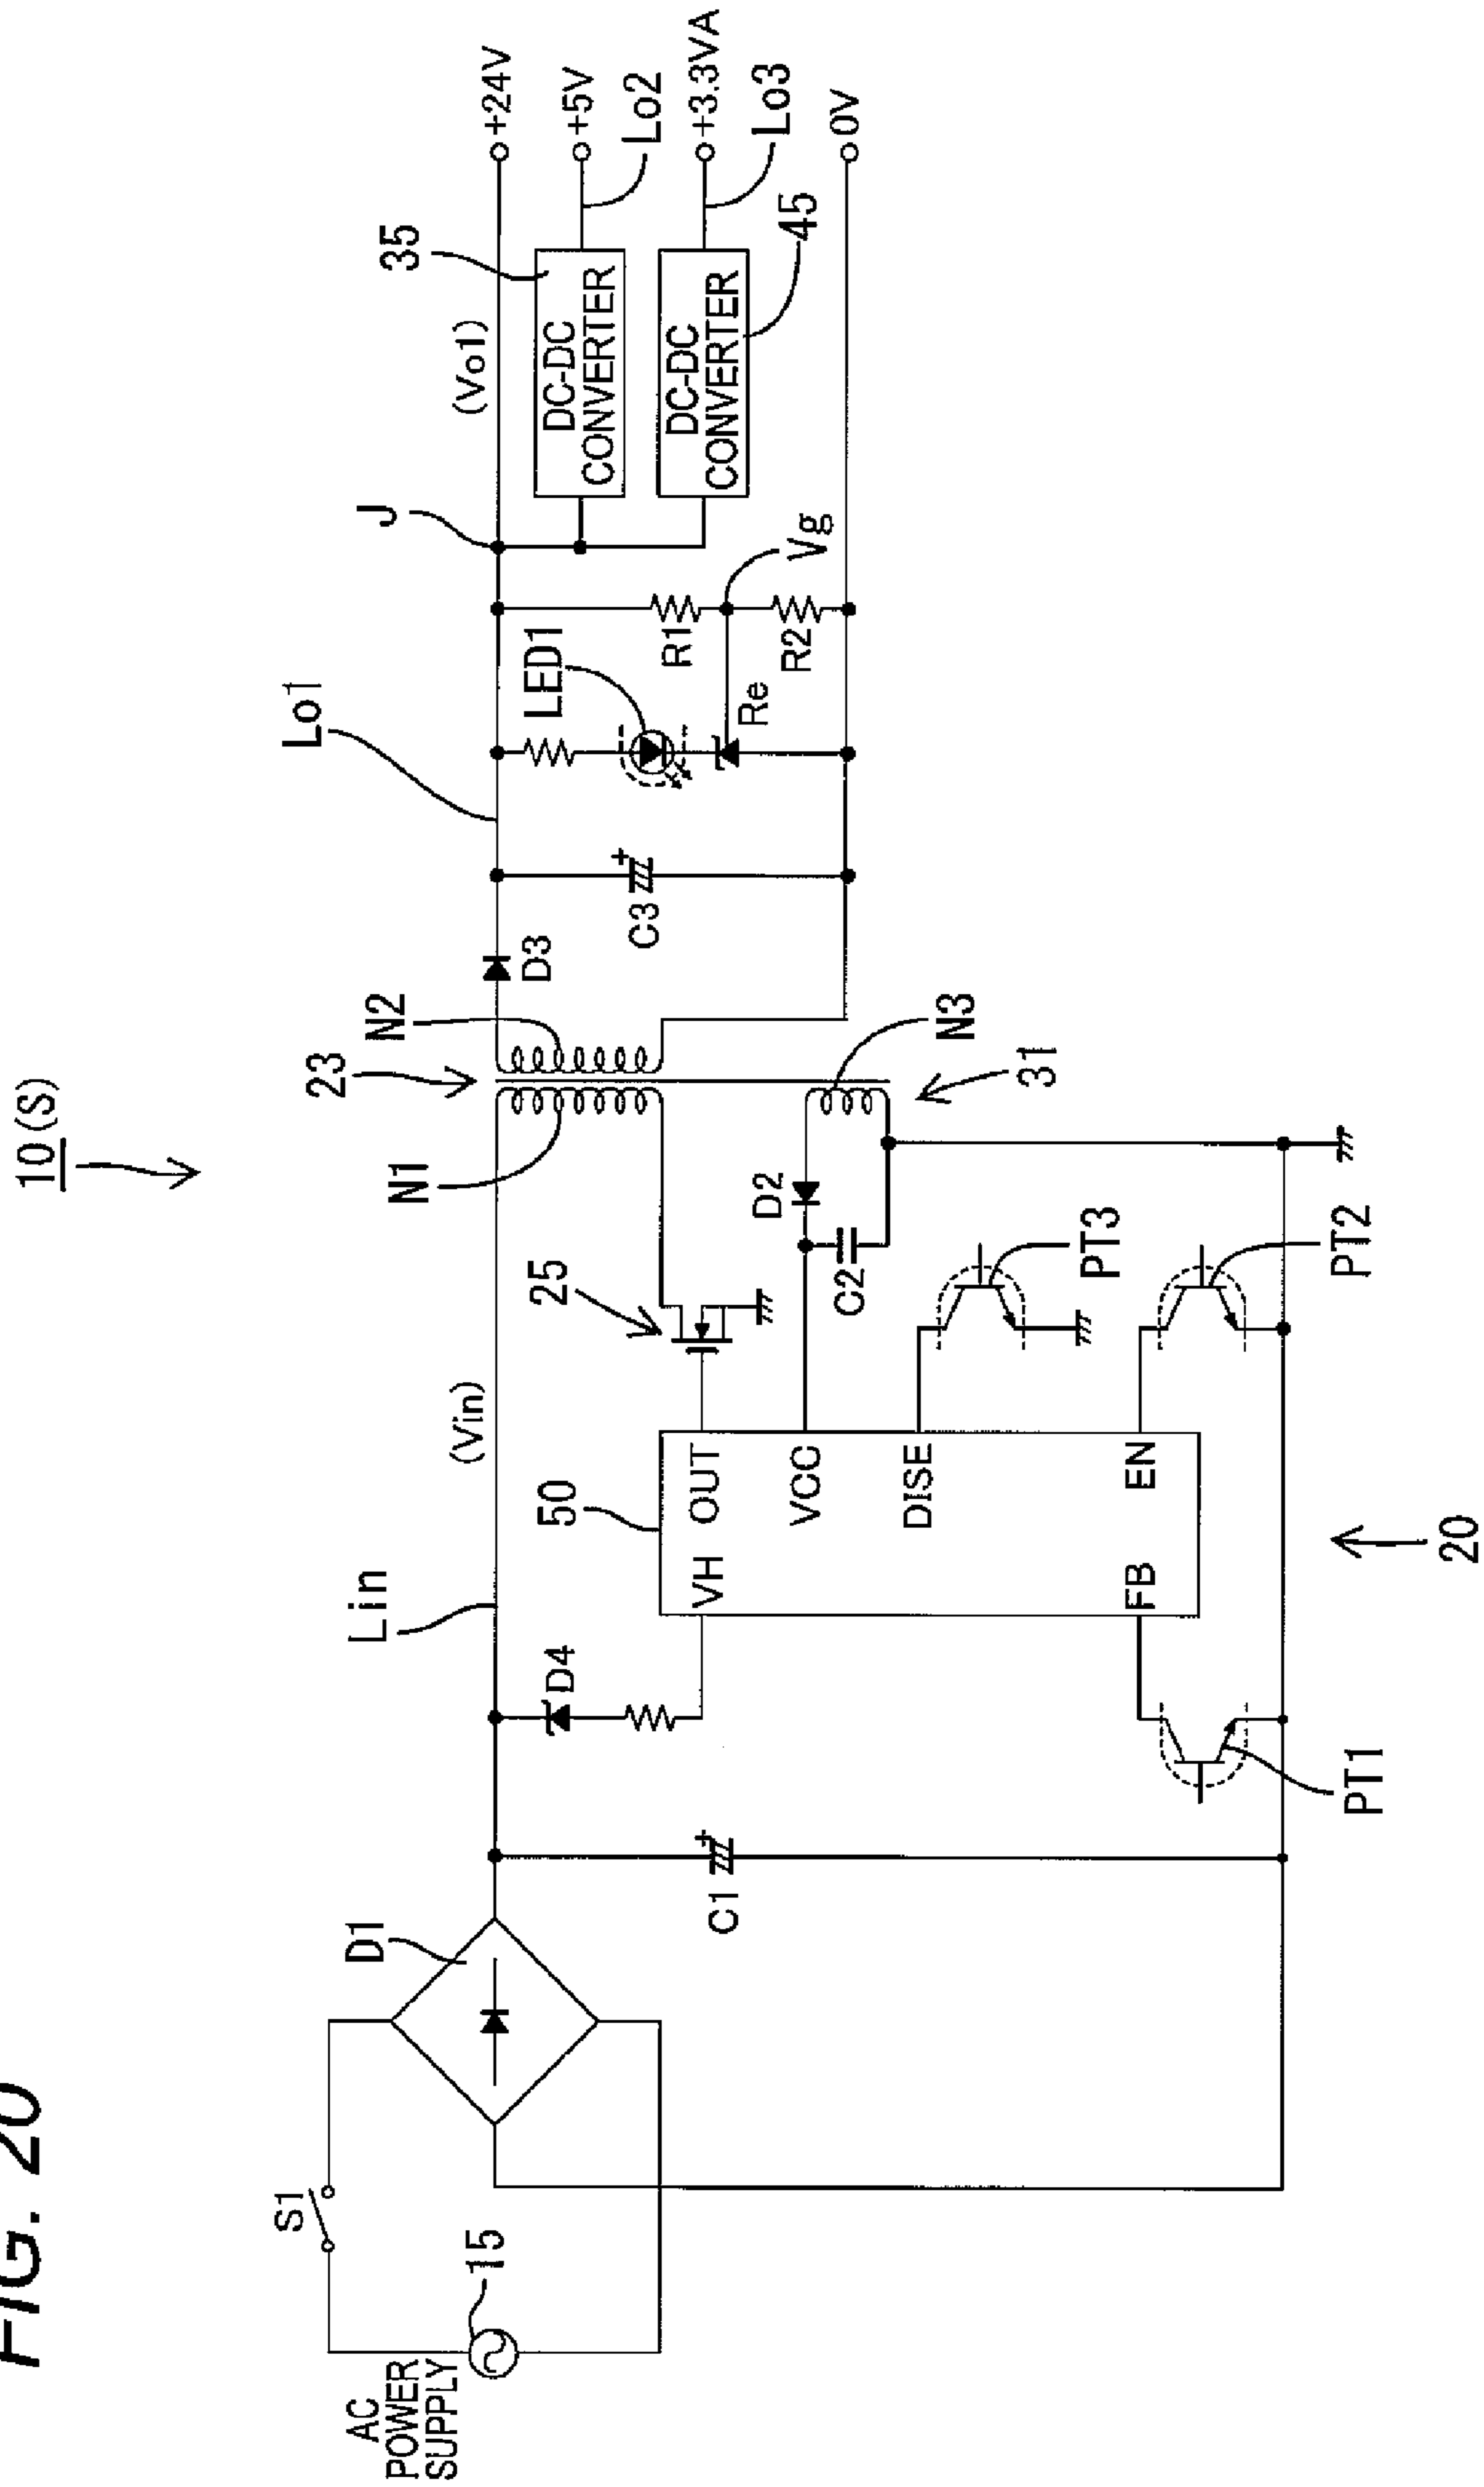 FIG. 20
10(S)
AC
POWER
SUPPLY
15
S1
D1
C1
Lin
(Vin)
D4
50
VH
OUT
VCC
DISE
FB
EN
PT1
20
25
N1
23
N2
D2
C2
N3
31
PT3
PT2
D3
C3
Lo1
LED1
Re
R1
R2
Vg
J
(Vo1)
35
DC-DC
CONVERTER
DC-DC
CONVERTER
45
+24V
+5V
Lo2
+3.3VA
Lo3
0V